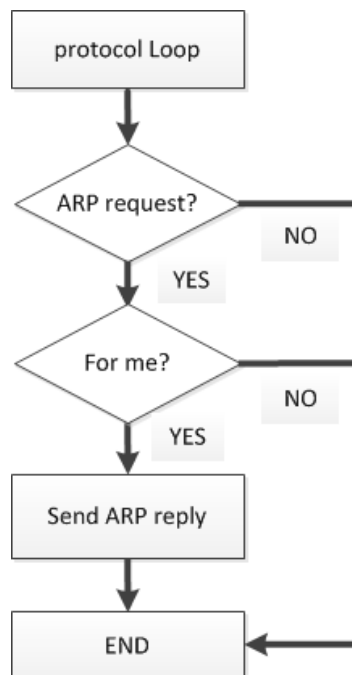 protocol Loop
ARP request?
NO
YES
For me?
NO
YES
Send ARP reply
END